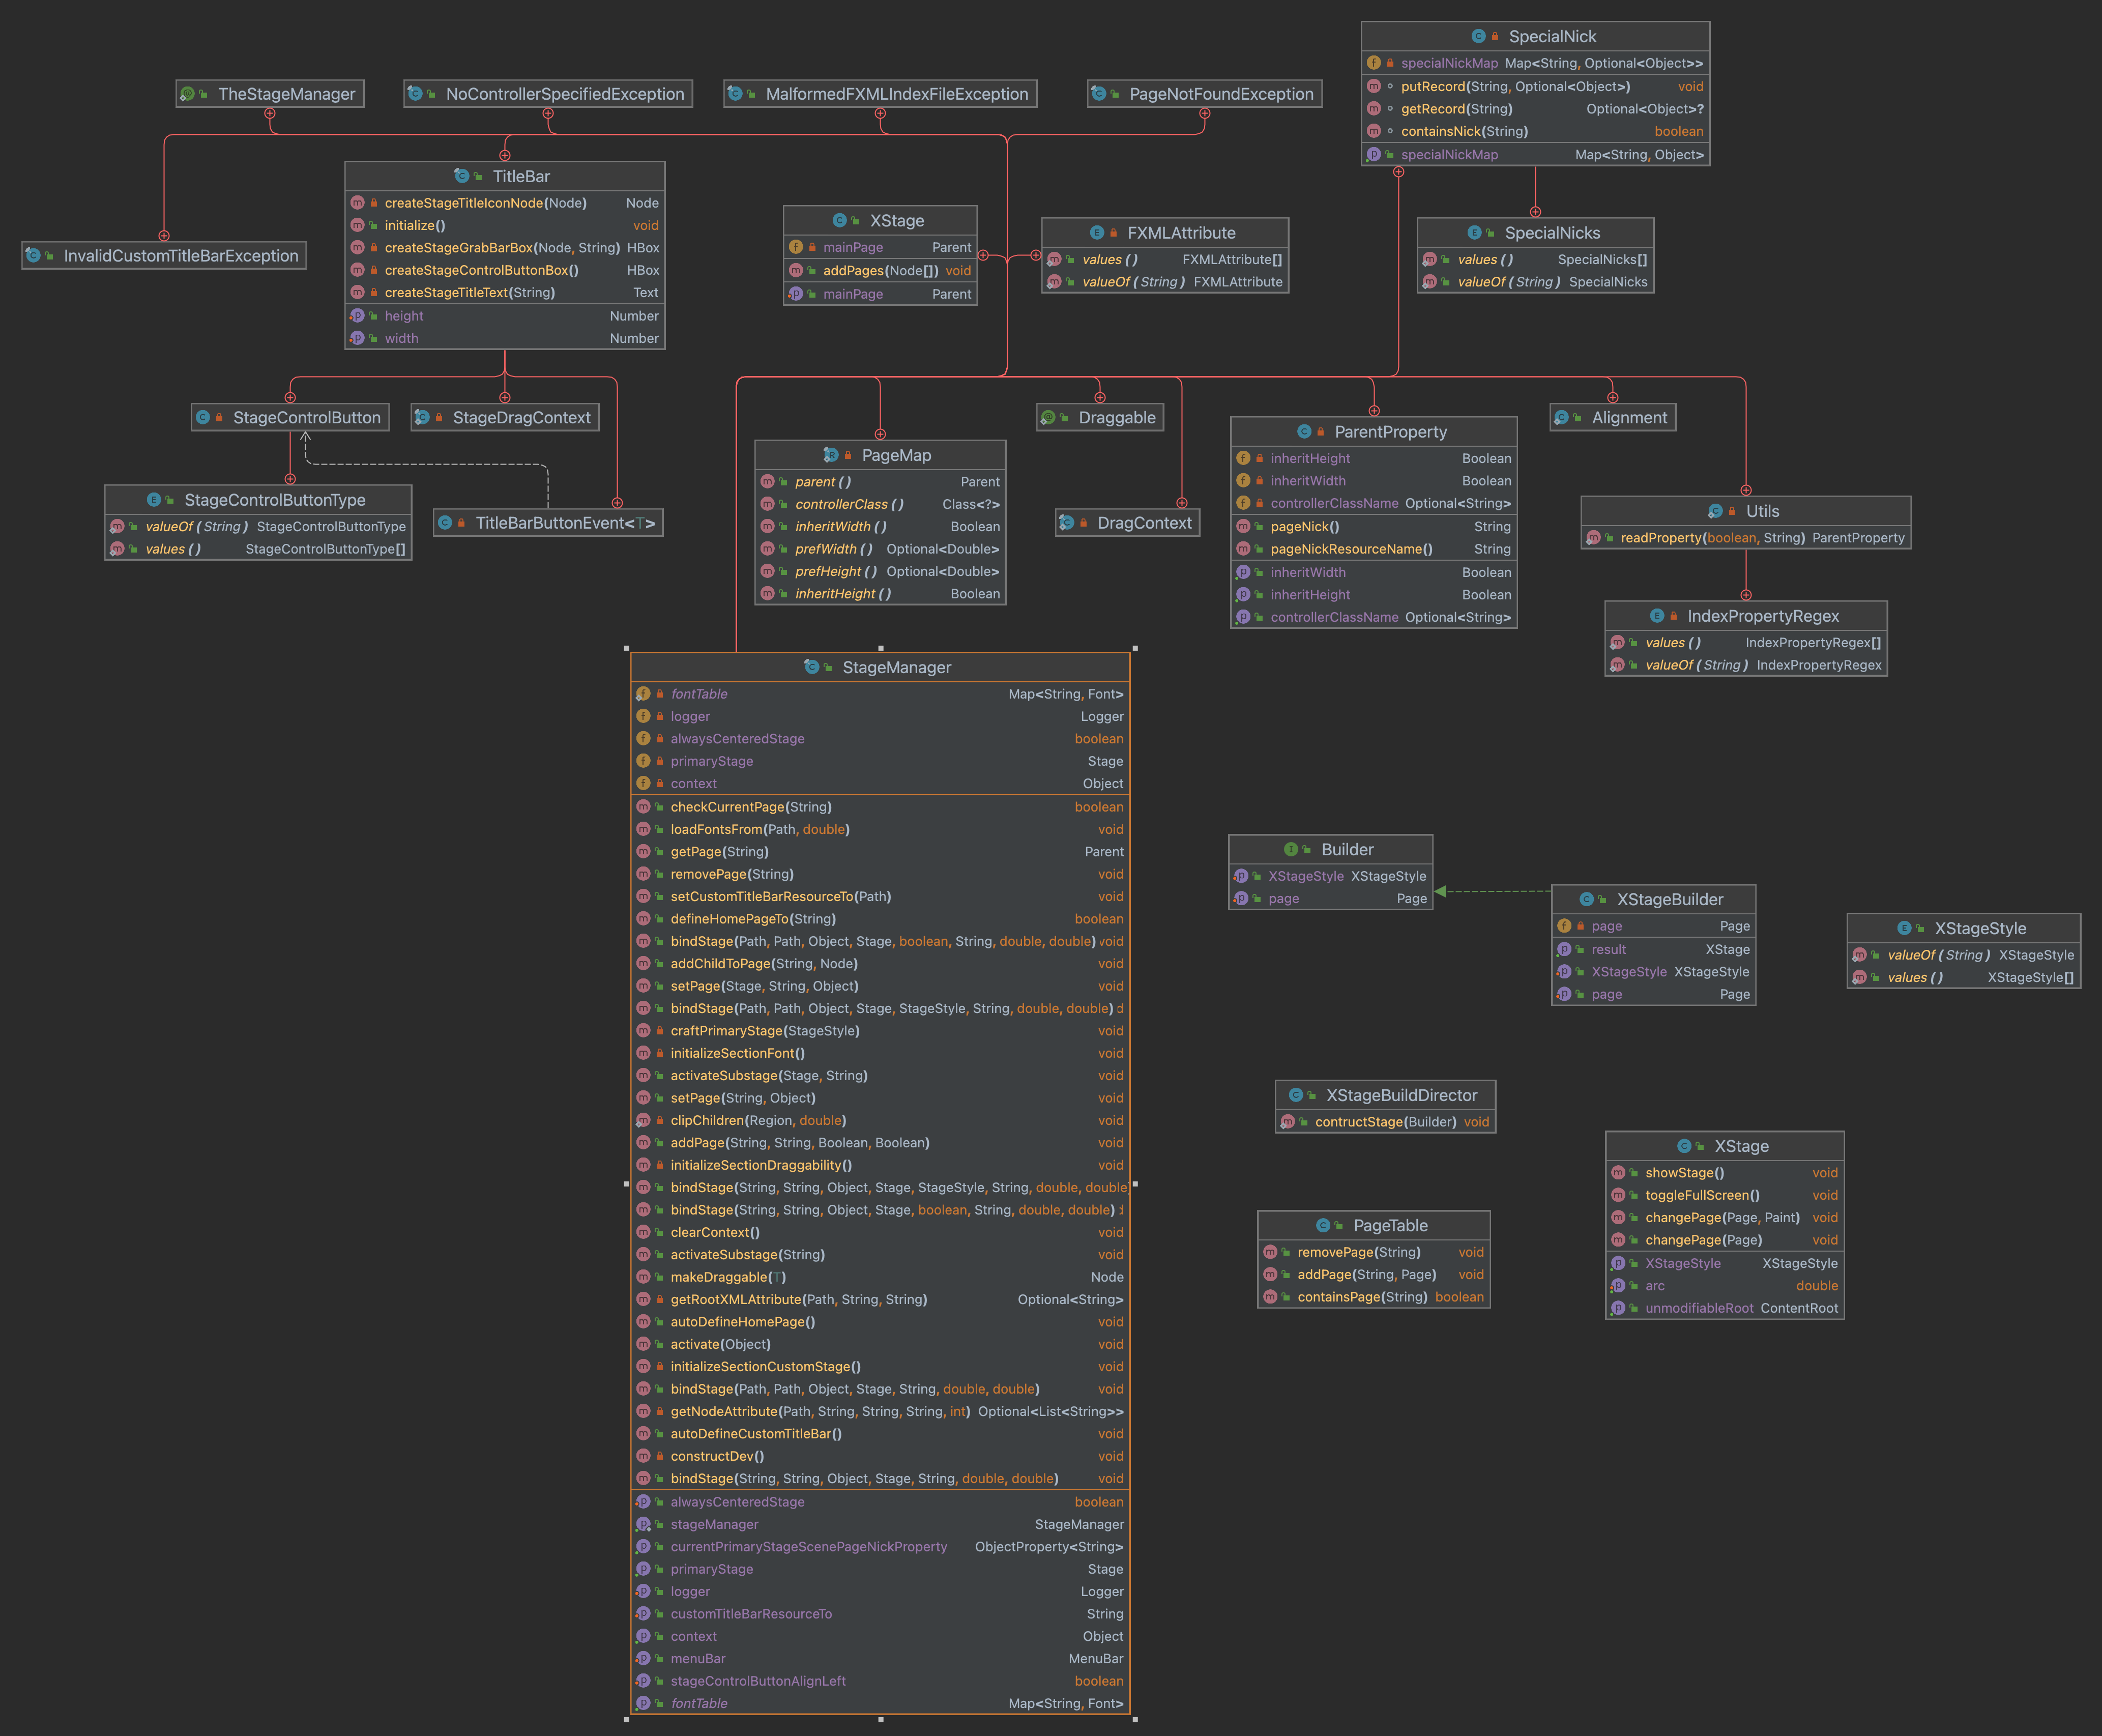 SpecialNick
specialNickMap Map<String, Optional<Object>>
putRecord(String, Optional<Object>) void
getRecord(String) Optional<Object>?
containsNick(String) boolean
specialNickMap Map<String, Object>
TheStageManager
NoControllerSpecifiedException
MalformedFXMLIndexFileException
PageNotFoundException
TitleBar
createStageTitleIconNode(Node) Node
initialize() void
createStageGrabBarBox(Node, String) HBox
createStageControlButtonBox() HBox
createStageTitleText(String) Text
height Number
width Number
InvalidCustomTitleBarException
XStage
mainPage Parent
addPages(Node[]) void
mainPage Parent
FXMLAttribute
values() FXMLAttribute[]
valueOf(String) FXMLAttribute
SpecialNicks
values() SpecialNicks[]
valueOf(String) SpecialNicks
StageControlButton
StageDragContext
Draggable
Alignment
StageControlButtonType
valueOf(String) StageControlButtonType
values() StageControlButtonType[]
TitleBarButtonEvent<T>
PageMap
parent() Parent
controllerClass() Class<?>
inheritWidth() Boolean
prefWidth() Optional<Double>
prefHeight() Optional<Double>
inheritHeight() Boolean
DragContext
ParentProperty
inheritHeight Boolean
inheritWidth Boolean
controllerClassName Optional<String>
pageNick() String
pageNickResourceName() String
inheritWidth Boolean
inheritHeight Boolean
controllerClassName Optional<String>
Utils
readProperty(boolean, String) ParentProperty
IndexPropertyRegex
values() IndexPropertyRegex[]
valueOf(String) IndexPropertyRegex
StageManager
fontTable Map<String, Font>
logger Logger
alwaysCenteredStage boolean
primaryStage Stage
context Object
checkCurrentPage(String) boolean
loadFontsFrom(Path, double) void
getPage(String) Parent
removePage(String) void
setCustomTitleBarResourceTo(Path) void
defineHomePageTo(String) boolean
bindStage(Path, Path, Object, Stage, boolean, String, double, double) void
addChildToPage(String, Node) void
setPage(Stage, String, Object) void
bindStage(Path, Path, Object, Stage, StageStyle, String, double, double) d
craftPrimaryStage(StageStyle) void
initializeSectionFont() void
activateSubstage(Stage, String) void
setPage(String, Object) void
clipChildren(Region, double) void
addPage(String, String, Boolean, Boolean) void
initializeSectionDraggability() void
bindStage(String, String, Object, Stage, StageStyle, String, double, double
bindStage(String, String, Object, Stage, boolean, String, double, double)
clearContext() void
activateSubstage(String) void
makeDraggable(T) Node
getRootXMLAttribute(Path, String, String) Optional<String>
autoDefineHomePage() void
activate(Object) void
initializeSectionCustomStage() void
bindStage(Path, Path, Object, Stage, String, double, double) void
getNodeAttribute(Path, String, String, String, int) Optional<List<String>>
autoDefineCustomTitleBar() void
constructDev() void
bindStage(String, String, Object, Stage, String, double, double) void
alwaysCenteredStage boolean
stageManager StageManager
currentPrimaryStageScenePageNickProperty ObjectProperty<String>
primaryStage Stage
logger Logger
customTitleBarResourceTo String
context Object
menuBar MenuBar
stageControlButtonAlignLeft boolean
fontTable Map<String, Font>
Builder
XStageStyle XStageStyle
page Page
XStageBuilder
page Page
result XStage
XStageStyle XStageStyle
page Page
XStageStyle
valueOf(String) XStageStyle
values() XStageStyle[]
XStageBuildDirector
contructStage(Builder) void
XStage
showStage() void
toggleFullScreen() void
changePage(Page, Paint) void
changePage(Page) void
XStageStyle XStageStyle
arc double
unmodifiableRoot ContentRoot
PageTable
removePage(String) void
addPage(String, Page) void
containsPage(String) boolean